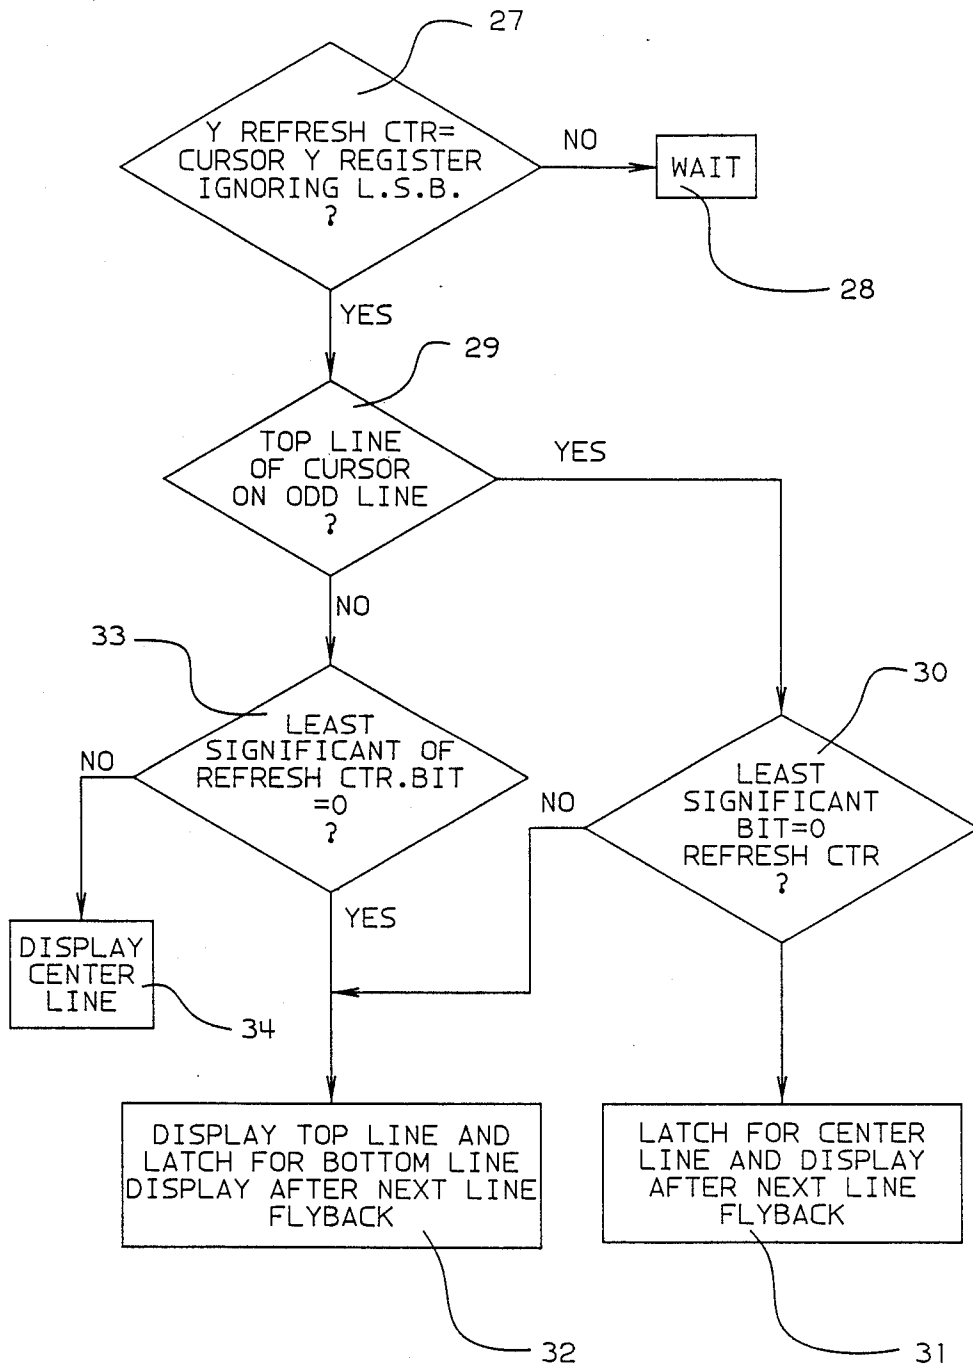 27
Y REFRESH CTR=
CURSOR Y REGISTER
IGNORING L.S.B.
?
NO
WAIT
28
YES
29
TOP LINE
OF CURSOR
ON ODD LINE
?
YES
NO
33
LEAST
SIGNIFICANT OF
REFRESH CTR.BIT
=0
?
NO
YES
30
LEAST
SIGNIFICANT
BIT=0
REFRESH CTR
?
NO
DISPLAY
CENTER
LINE
34
DISPLAY TOP LINE AND
LATCH FOR BOTTOM LINE
DISPLAY AFTER NEXT LINE
FLYBACK
32
LATCH FOR CENTER
LINE AND DISPLAY
AFTER NEXT LINE
FLYBACK
31